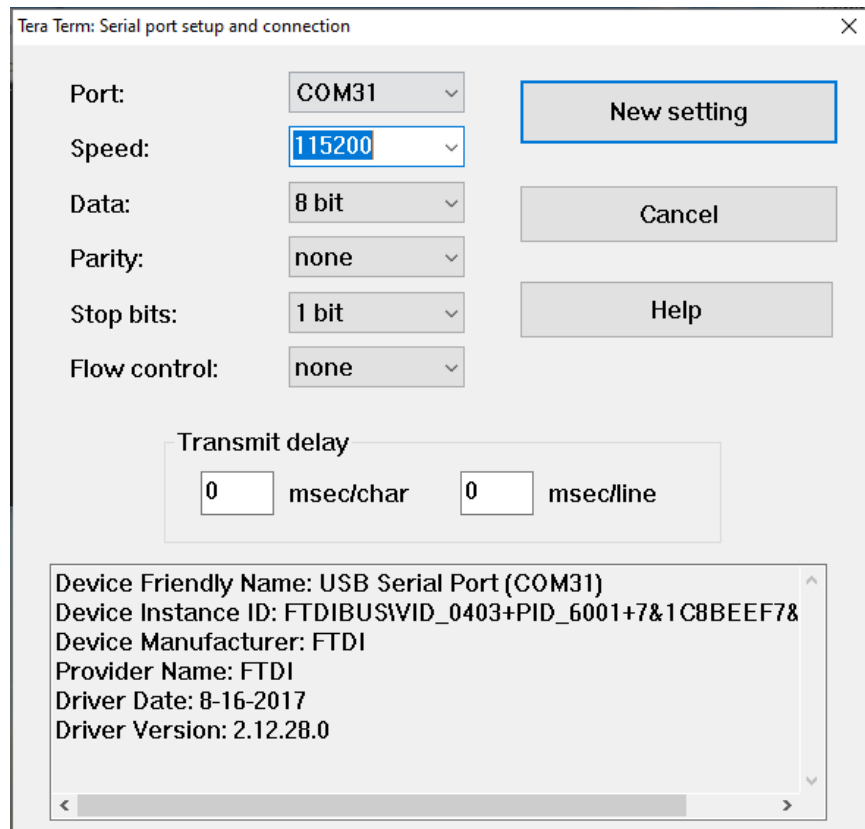 Tera Term: Serial port setup and connection
Port: COM31 New setting
Speed: 115200
Data: 8 bit Cancel
Parity: none
Stop bits: 1 bit Help
Flow control: none
Transmit delay
0 msec/char 0 msec/line
Device Friendly Name: USB Serial Port (COM31)
Device Instance ID: FTDIBUS\VID_0403+PID_6001+7&1C8BEEF7&
Device Manufacturer: FTDI
Provider Name: FTDI
Driver Date: 8-16-2017
Driver Version: 2.12.28.0